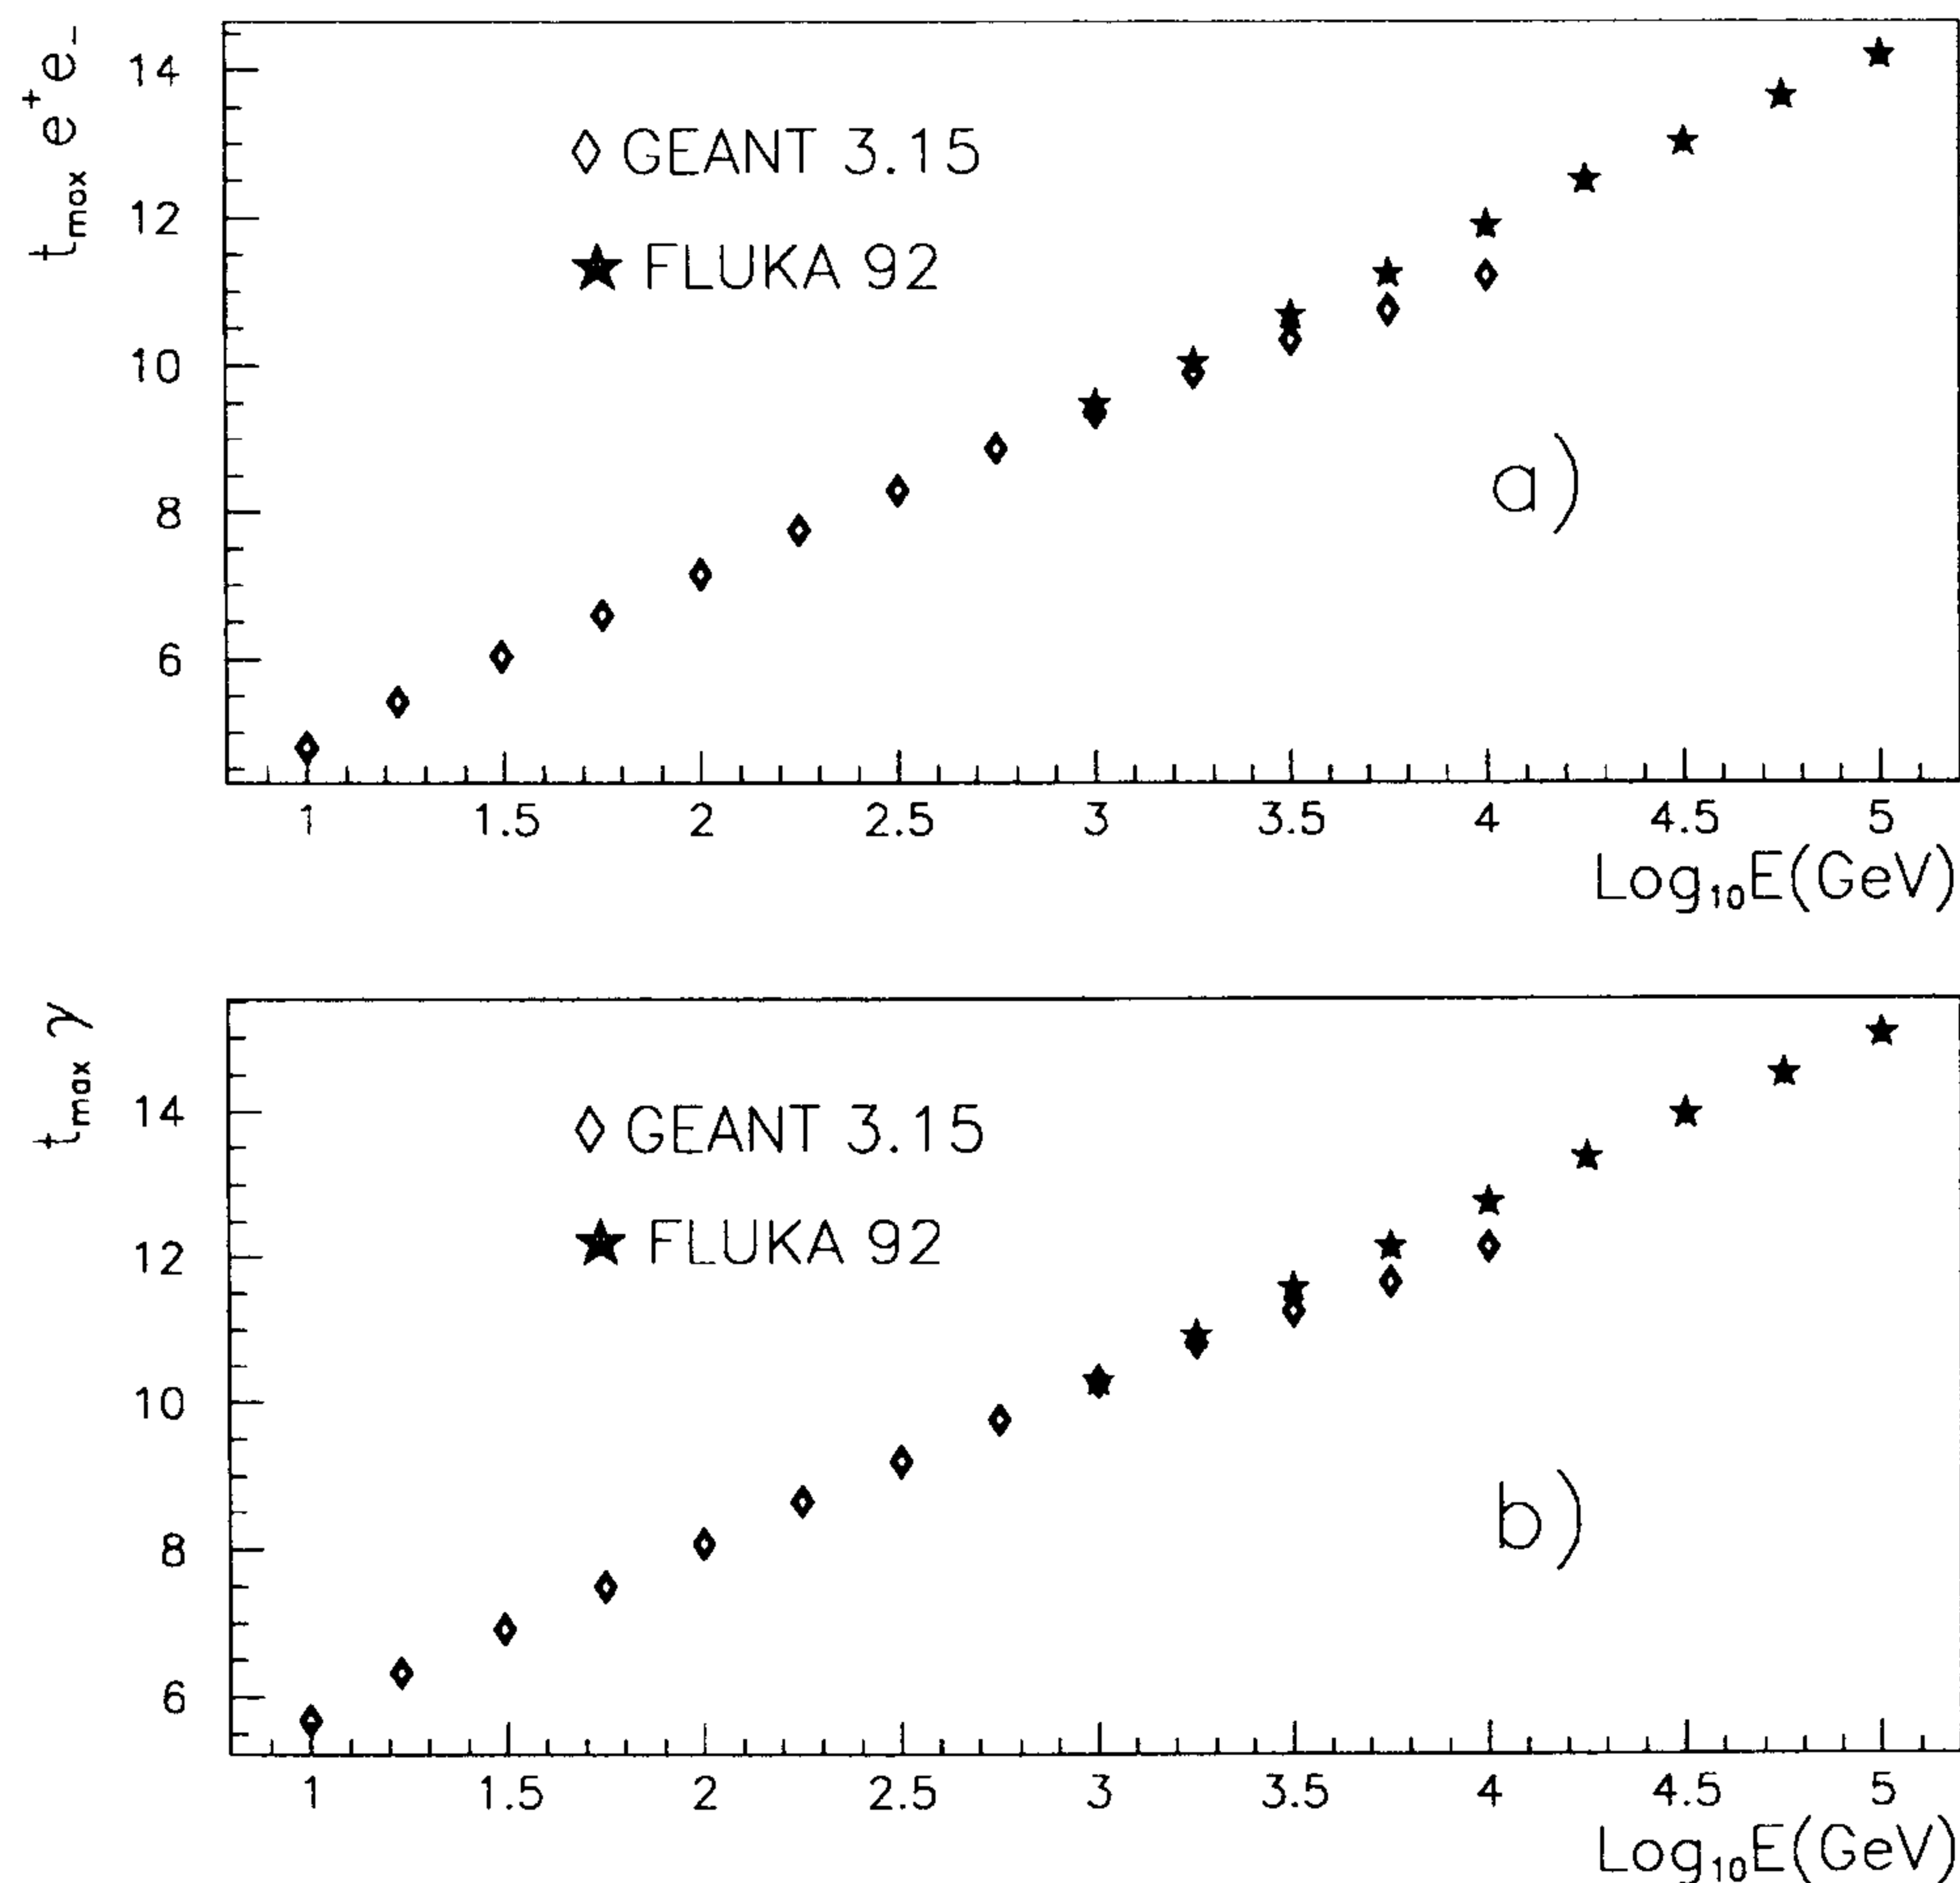 t_max e⁺e₋
14
12
10
8
6
◇ GEANT 3.15
★ FLUKA 92
a)
1 1.5 2 2.5 3 3.5 4 4.5 5
Log₁₀E(GeV)
t_max γ
14
12
10
8
6
◇ GEANT 3.15
★ FLUKA 92
b)
1 1.5 2 2.5 3 3.5 4 4.5 5
Log₁₀E(GeV)